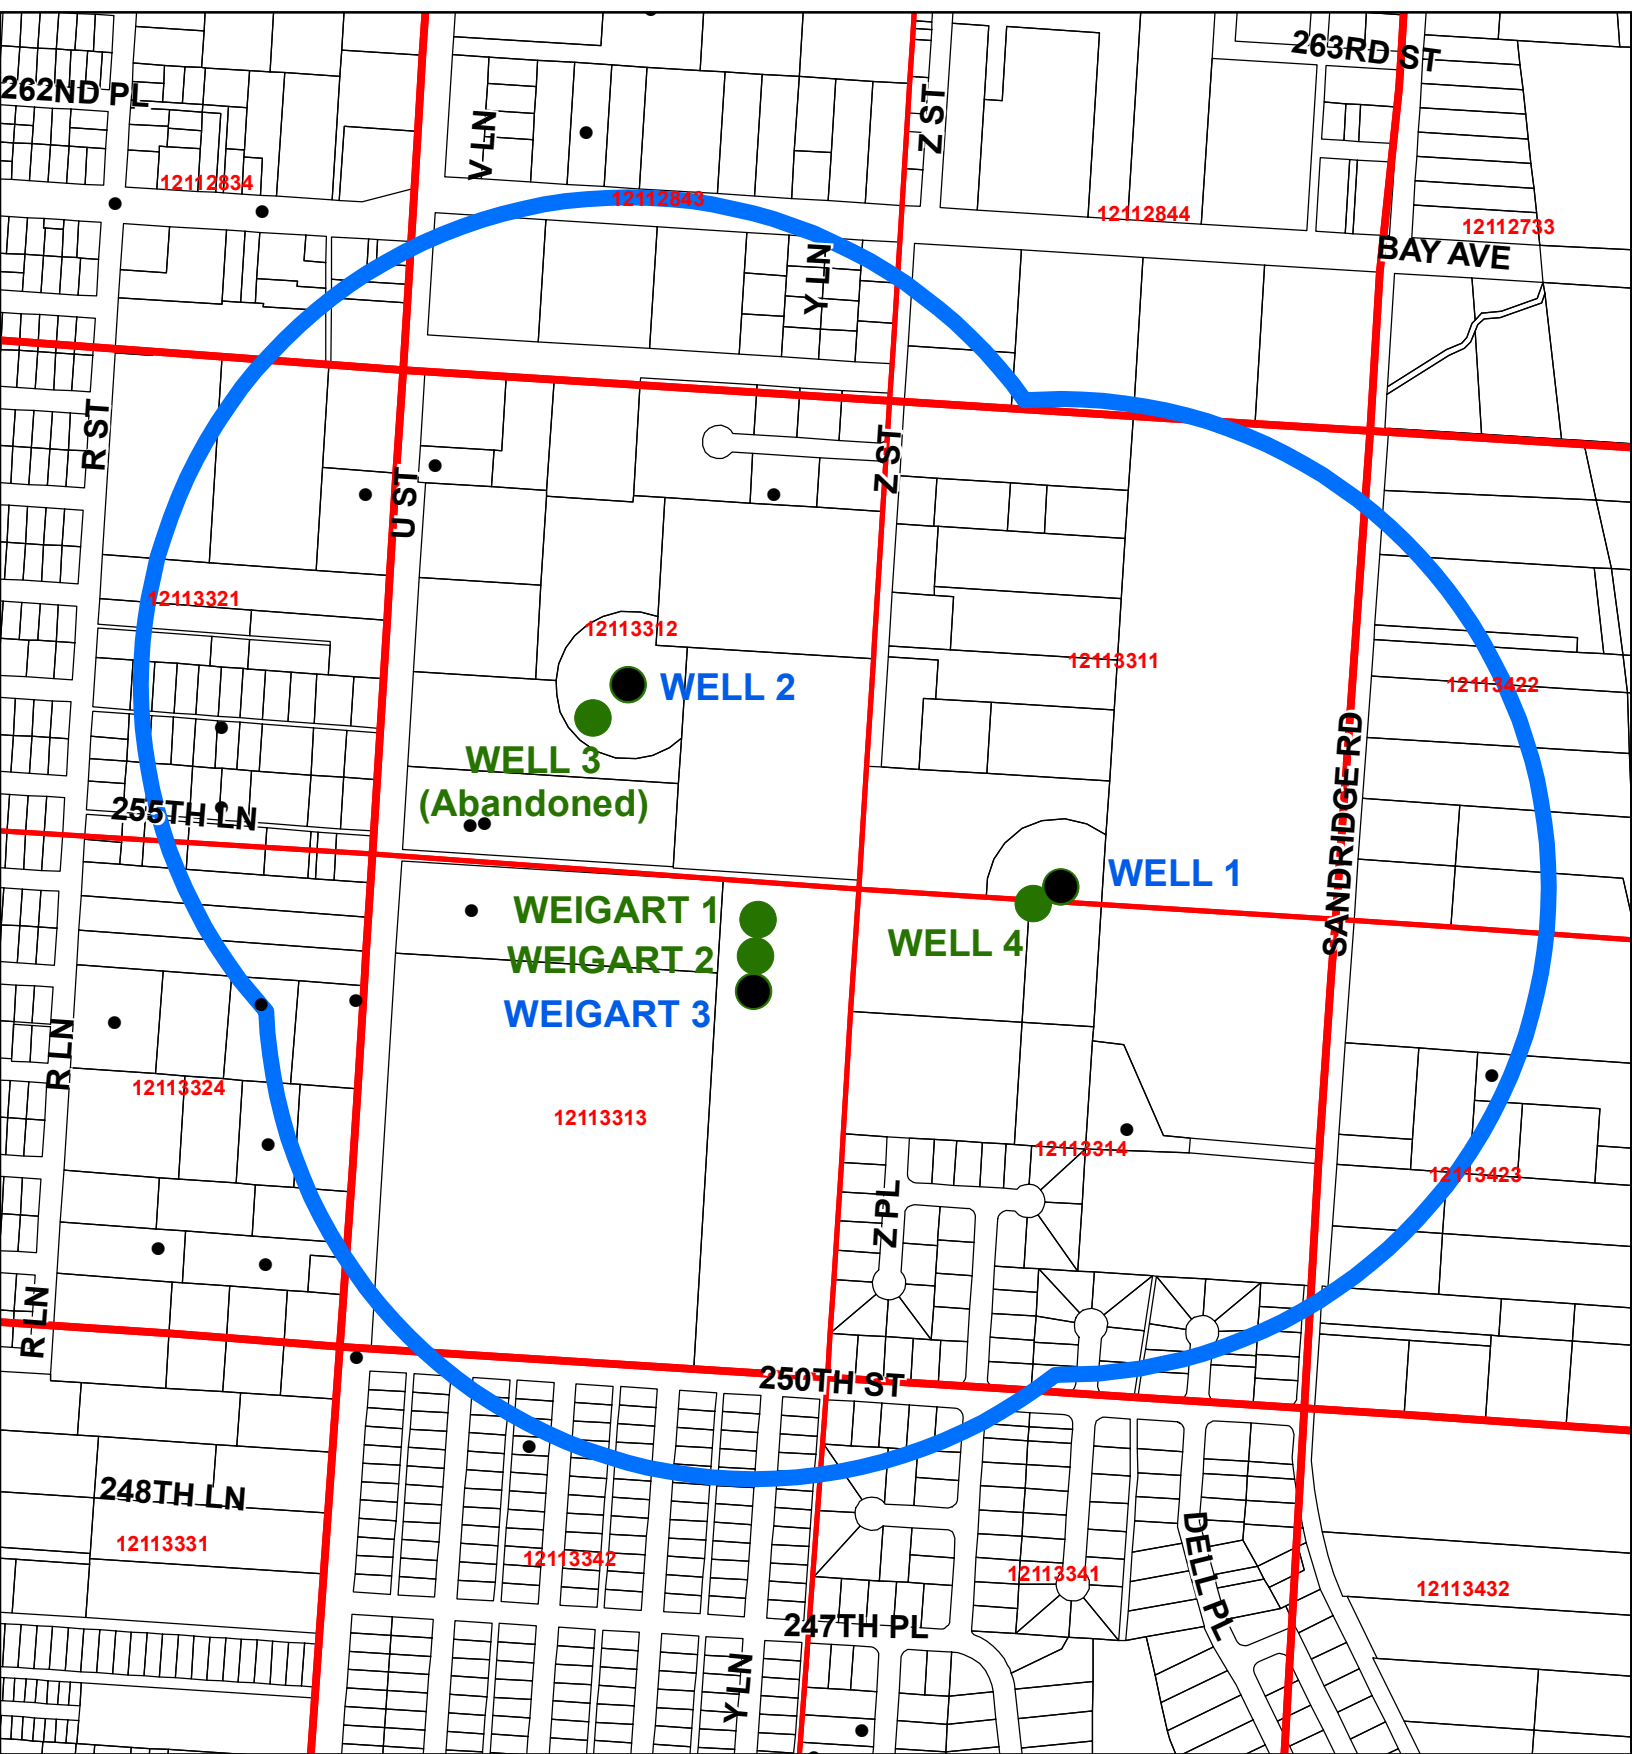 263RD ST
262ND PL
Z ST
V LN
12112834
12112843
12112844
12112733
BAY AVE
Y LN
R ST
Z ST
U ST
12113321
12113312
12113311
12113422
WELL 2
WELL 3
(Abandoned)
SANDRIDGE RD
255TH LN
WELL 1
WEIGART 1
WELL 4
WEIGART 2
WEIGART 3
R LN
12113324
12113313
12113314
12113423
Z PL
R LN
250TH ST
248TH LN
12113331
12113342
12113341
12113432
DELL PL
247TH PL
Y LN